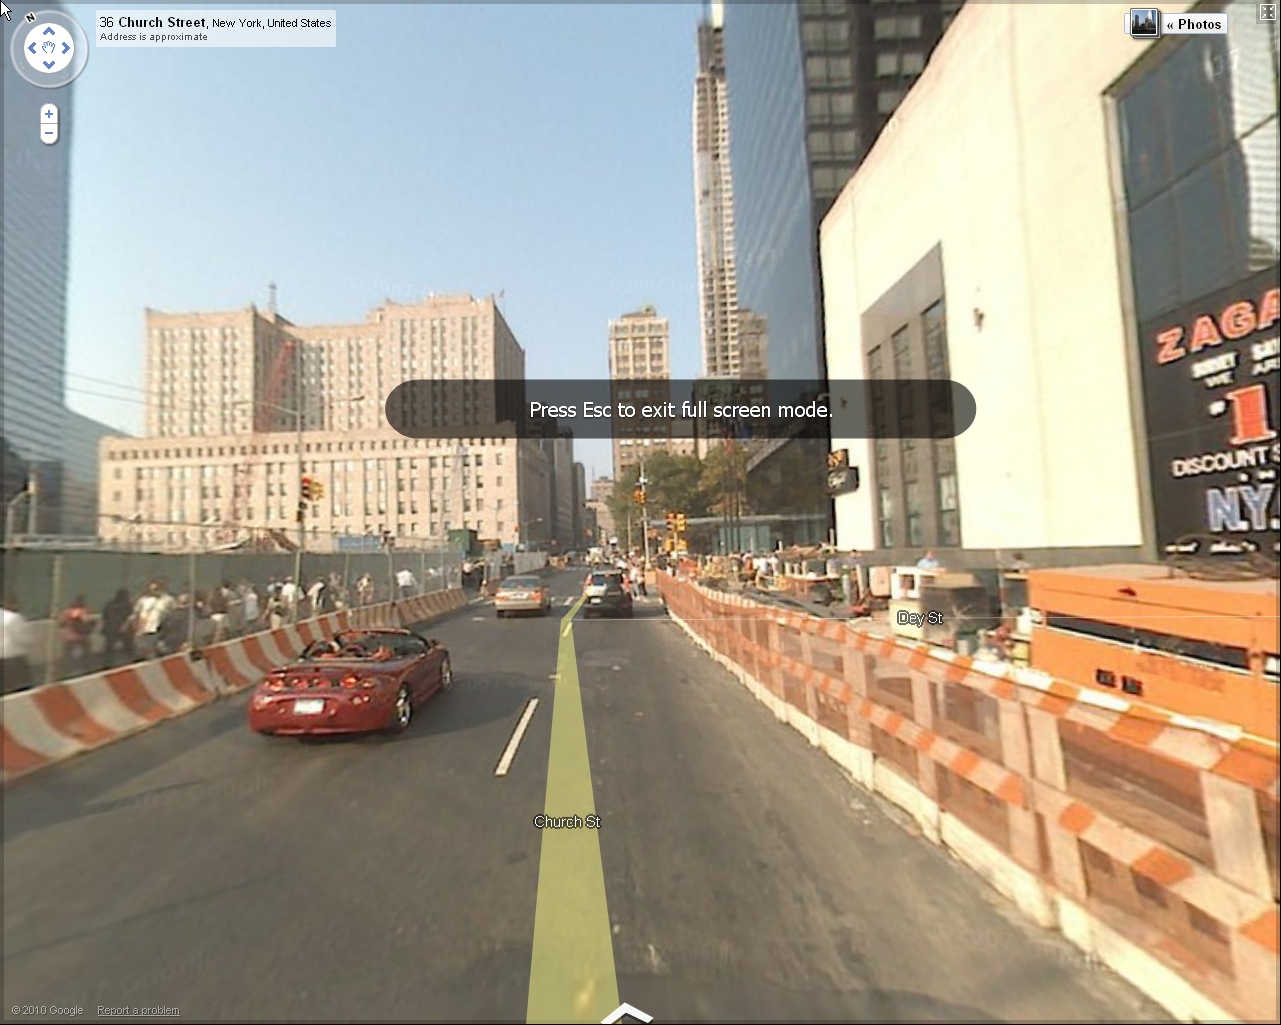 N
36 Church Street, New York, United States
Address is approximate
« Photos
ZAGA
#1
DISCOUNT S
N.Y.
Press Esc to exit full screen mode.
Dey St
Church St
© 2010 Google Report a problem